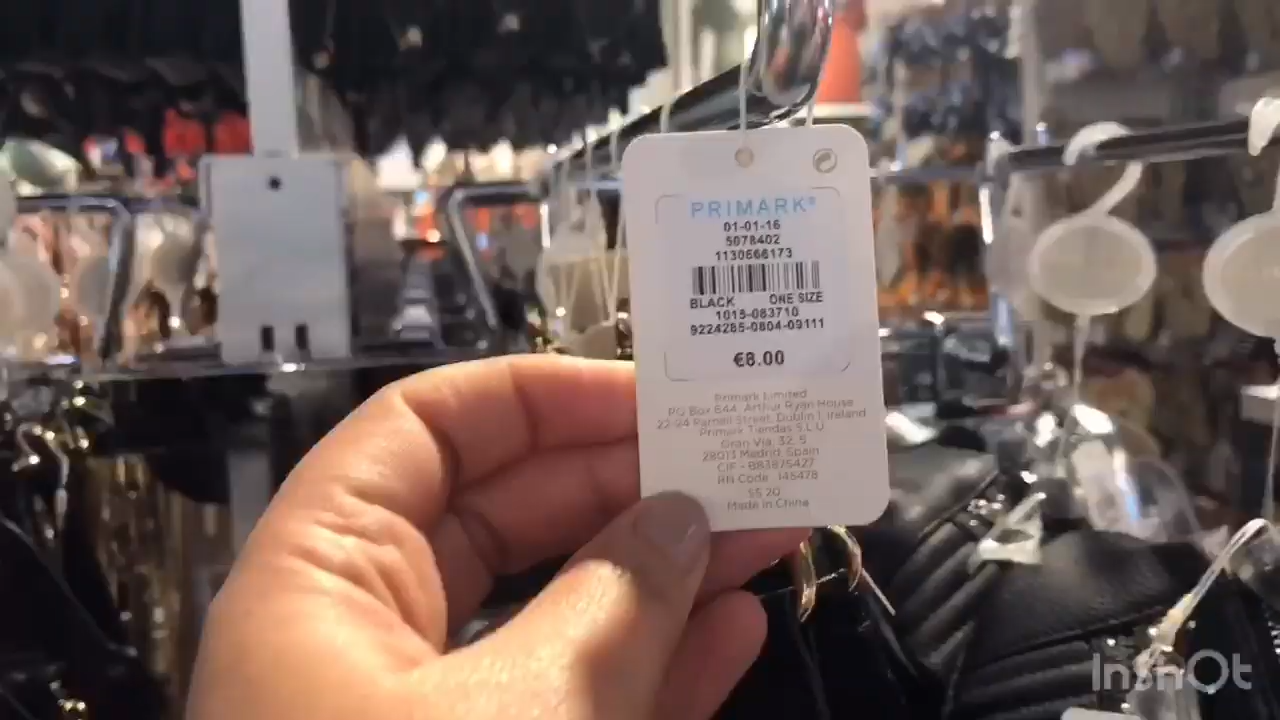 PRIMARK®
01-01-16
5078402
1130666173
BLACK ONE SIZE
1015-083710
9224285-0804-09111
€8.00
Primark Limited
PO Box 644, Arthur Ryan House
22-94 Parnell Street, Dublin 1, Ireland
Primark Tiendas S.L.U.
Gran Via, 32, 5
28013 Madrid, Spain
CIF - B83875427
RN Code: 145478
SS 20
Made in China
InShOt